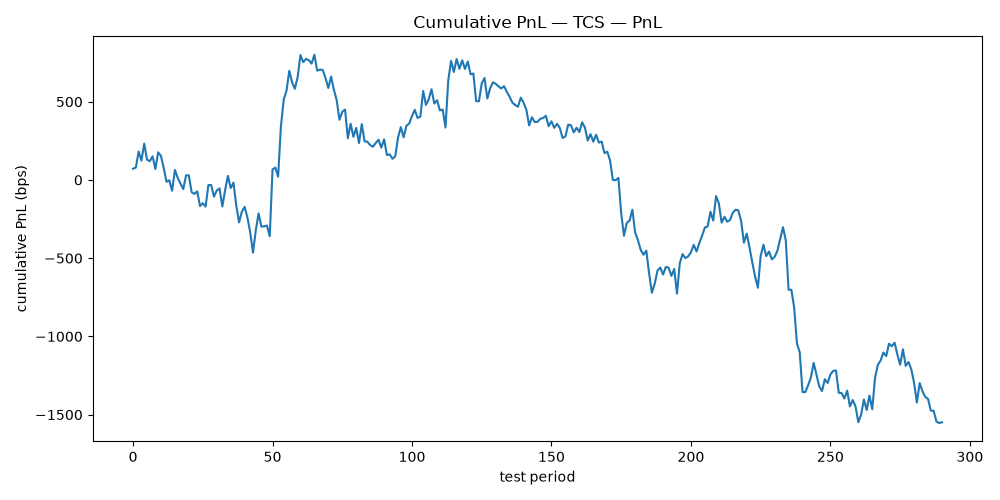 Cumulative PnL — TCS — PnL
cumulative PnL (bps)
500
0
−500
−1000
−1500
0 50 100 150 200 250 300
test period